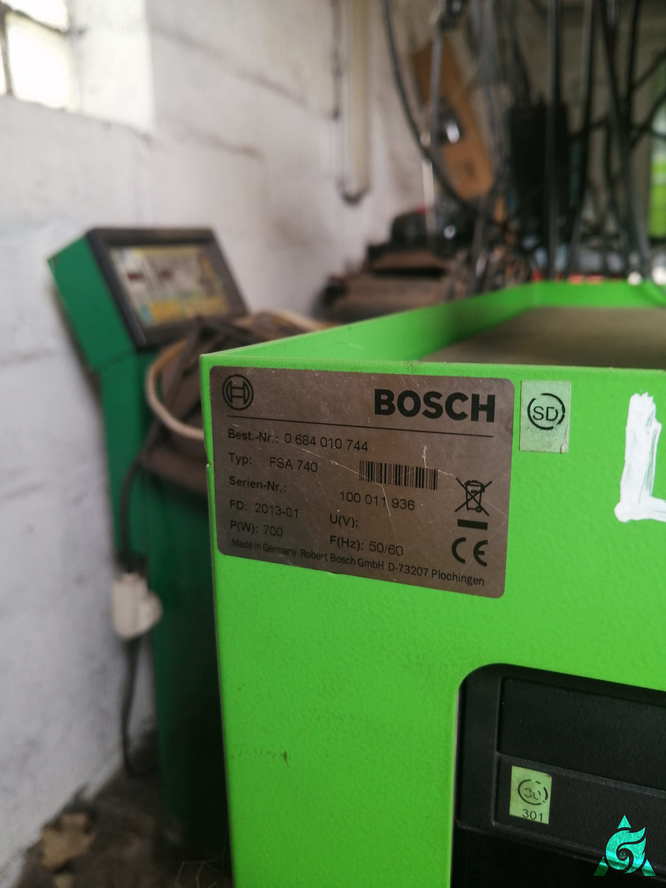 BOSCH
Best.-Nr.: 0 684 010 744
Typ: FSA 740
Serien-Nr.:
100 011 936
FD: 2013-01
U(V):
P(W): 700
F(Hz): 50/60
Made in Germany Robert Bosch GmbH D-73207 Plochingen
CE
SD
L
301